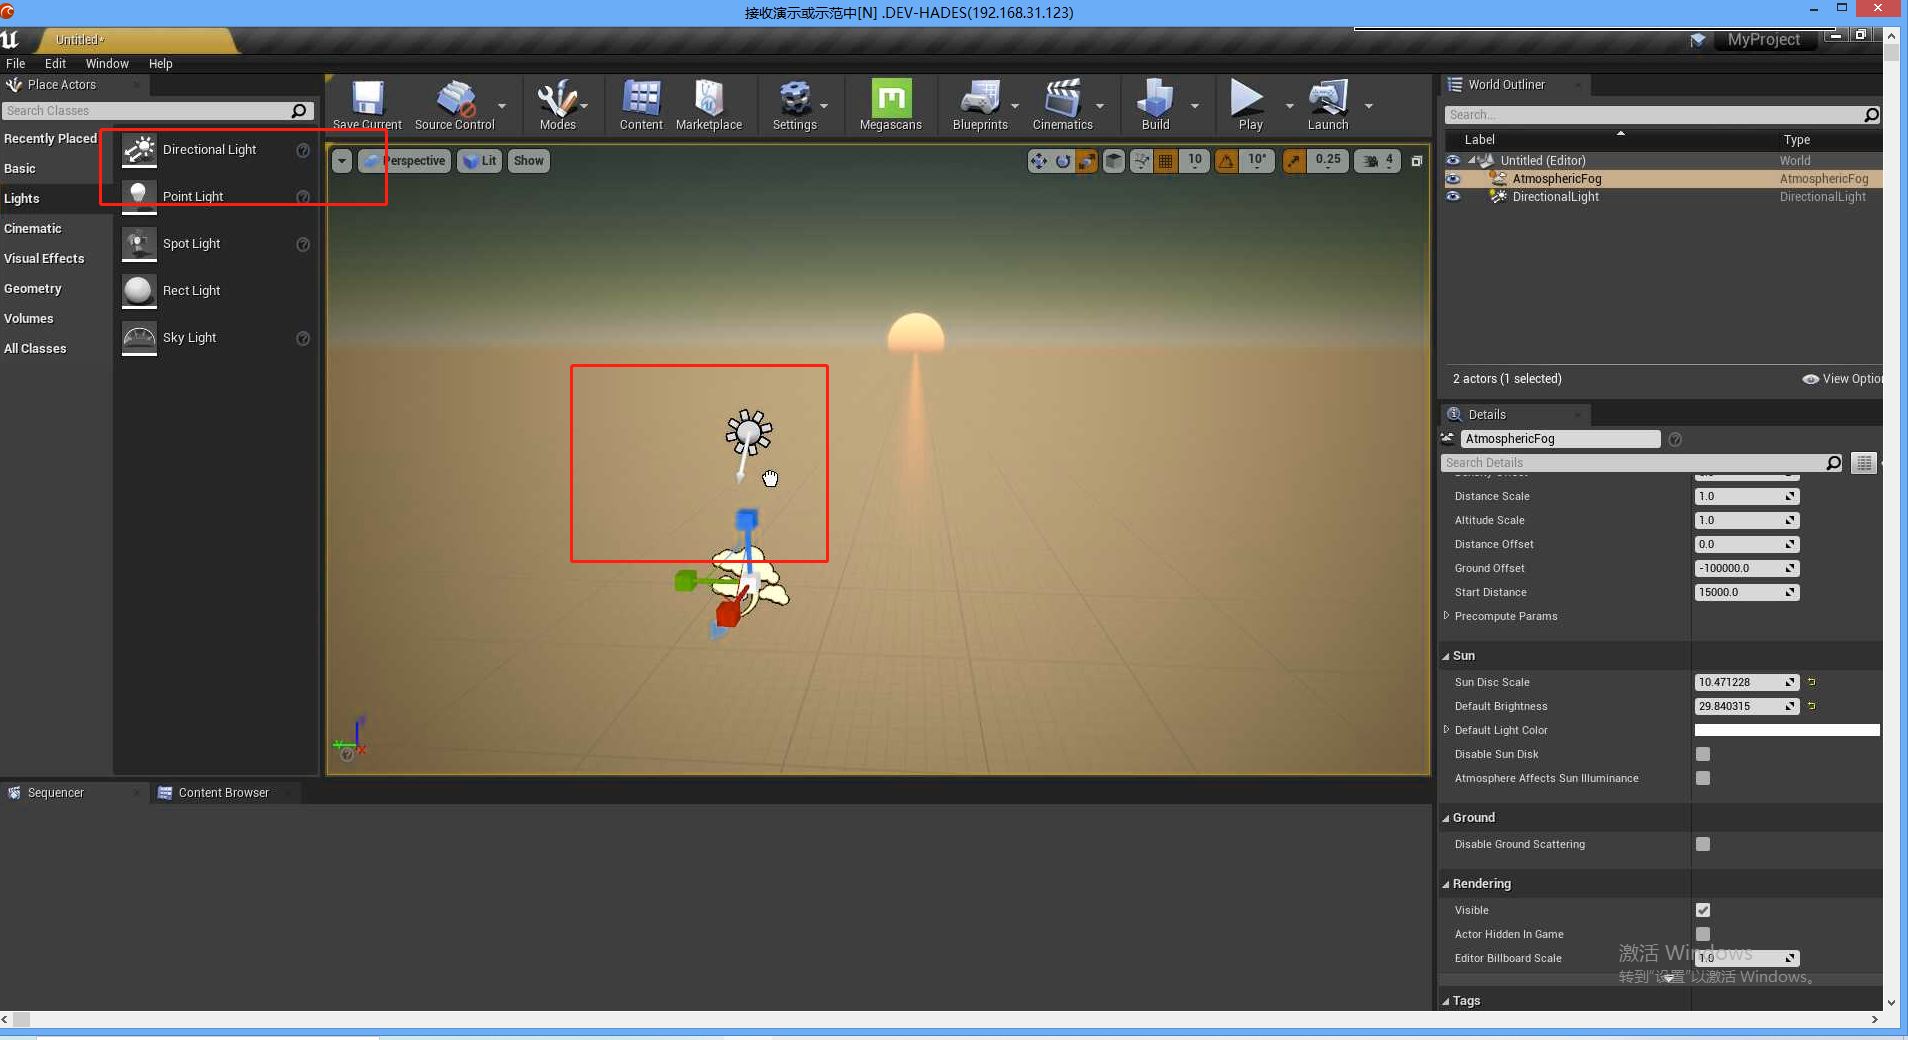 接收演示或示范中[N] .DEV-HADES(192.168.31.123)
Untitled*
MyProject
File Edit Window Help
Place Actors
Search Classes
Recently Placed
Basic
Lights
Cinematic
Visual Effects
Geometry
Volumes
All Classes
Directional Light
Point Light
Spot Light
Rect Light
Sky Light
Save Current
Source Control
Modes
Content
Marketplace
Settings
Megascans
Blueprints
Cinematics
Build
Play
Launch
Perspective
Lit
Show
10
10°
0.25
4
World Outliner
Search...
Label Type
Untitled (Editor) World
AtmosphericFog AtmosphericFog
DirectionalLight DirectionalLight
2 actors (1 selected)
View Optio
Details
AtmosphericFog
Search Details
Distance Scale 1.0
Altitude Scale 1.0
Distance Offset 0.0
Ground Offset -100000.0
Start Distance 15000.0
Precompute Params
Sun
Sun Disc Scale 10.471228
Default Brightness 29.840315
Default Light Color
Disable Sun Disk
Atmosphere Affects Sun Illuminance
Ground
Disable Ground Scattering
Rendering
Visible
Actor Hidden In Game
Editor Billboard Scale 1.0
Tags
激活 Windows
转到"设置"以激活 Windows。
Sequencer
Content Browser